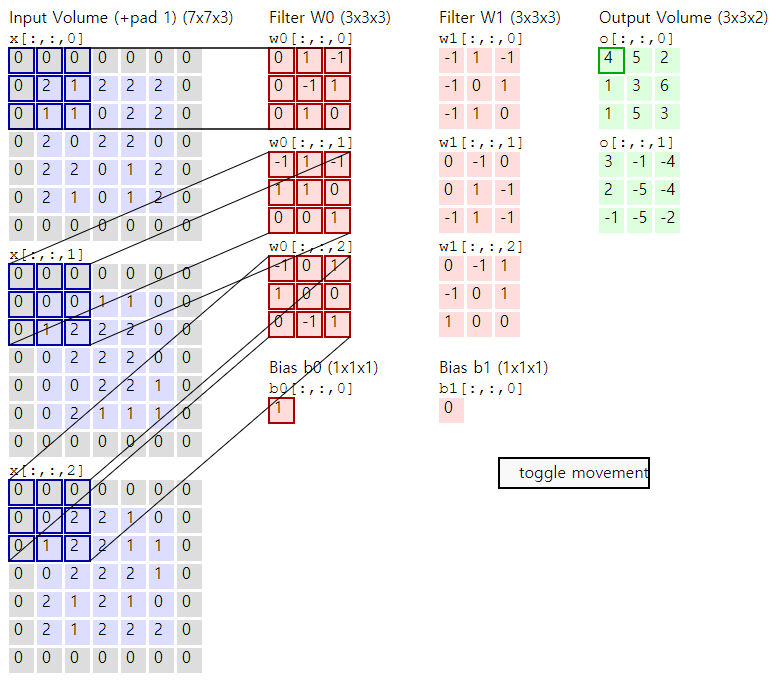 Input Volume (+pad 1) (7x7x3)
x[:,:,0]
0 0 0 0 0 0 0
0 2 1 2 2 2 0
0 1 1 0 2 2 0
0 2 0 2 2 0 0
0 2 2 0 1 2 0
0 2 1 0 1 2 0
0 0 0 0 0 0 0
x[:,:,1]
0 0 0 0 0 0 0
0 0 0 1 1 0 0
0 1 2 2 2 0 0
0 0 2 2 2 0 0
0 0 0 2 2 1 0
0 0 2 1 1 1 0
0 0 0 0 0 0 0
x[:,:,2]
0 0 0 0 0 0 0
0 0 2 2 1 0 0
0 1 2 2 1 1 0
0 0 2 2 2 1 0
0 2 1 2 1 0 0
0 2 1 2 2 2 0
0 0 0 0 0 0 0
Filter W0 (3x3x3)
w0[:,:,0]
0 1 -1
0 -1 1
0 1 0
w0[:,:,1]
-1 1 -1
1 1 0
0 0 1
w0[:,:,2]
-1 0 1
1 0 0
0 -1 1
Bias b0 (1x1x1)
b0[:,:,0]
1
Filter W1 (3x3x3)
w1[:,:,0]
-1 1 -1
-1 0 1
-1 1 0
w1[:,:,1]
0 -1 0
0 1 -1
-1 1 -1
w1[:,:,2]
0 -1 1
-1 0 1
1 0 0
Bias b1 (1x1x1)
b1[:,:,0]
0
Output Volume (3x3x2)
o[:,:,0]
4 5 2
1 3 6
1 5 3
o[:,:,1]
3 -1 -4
2 -5 -4
-1 -5 -2
toggle movement